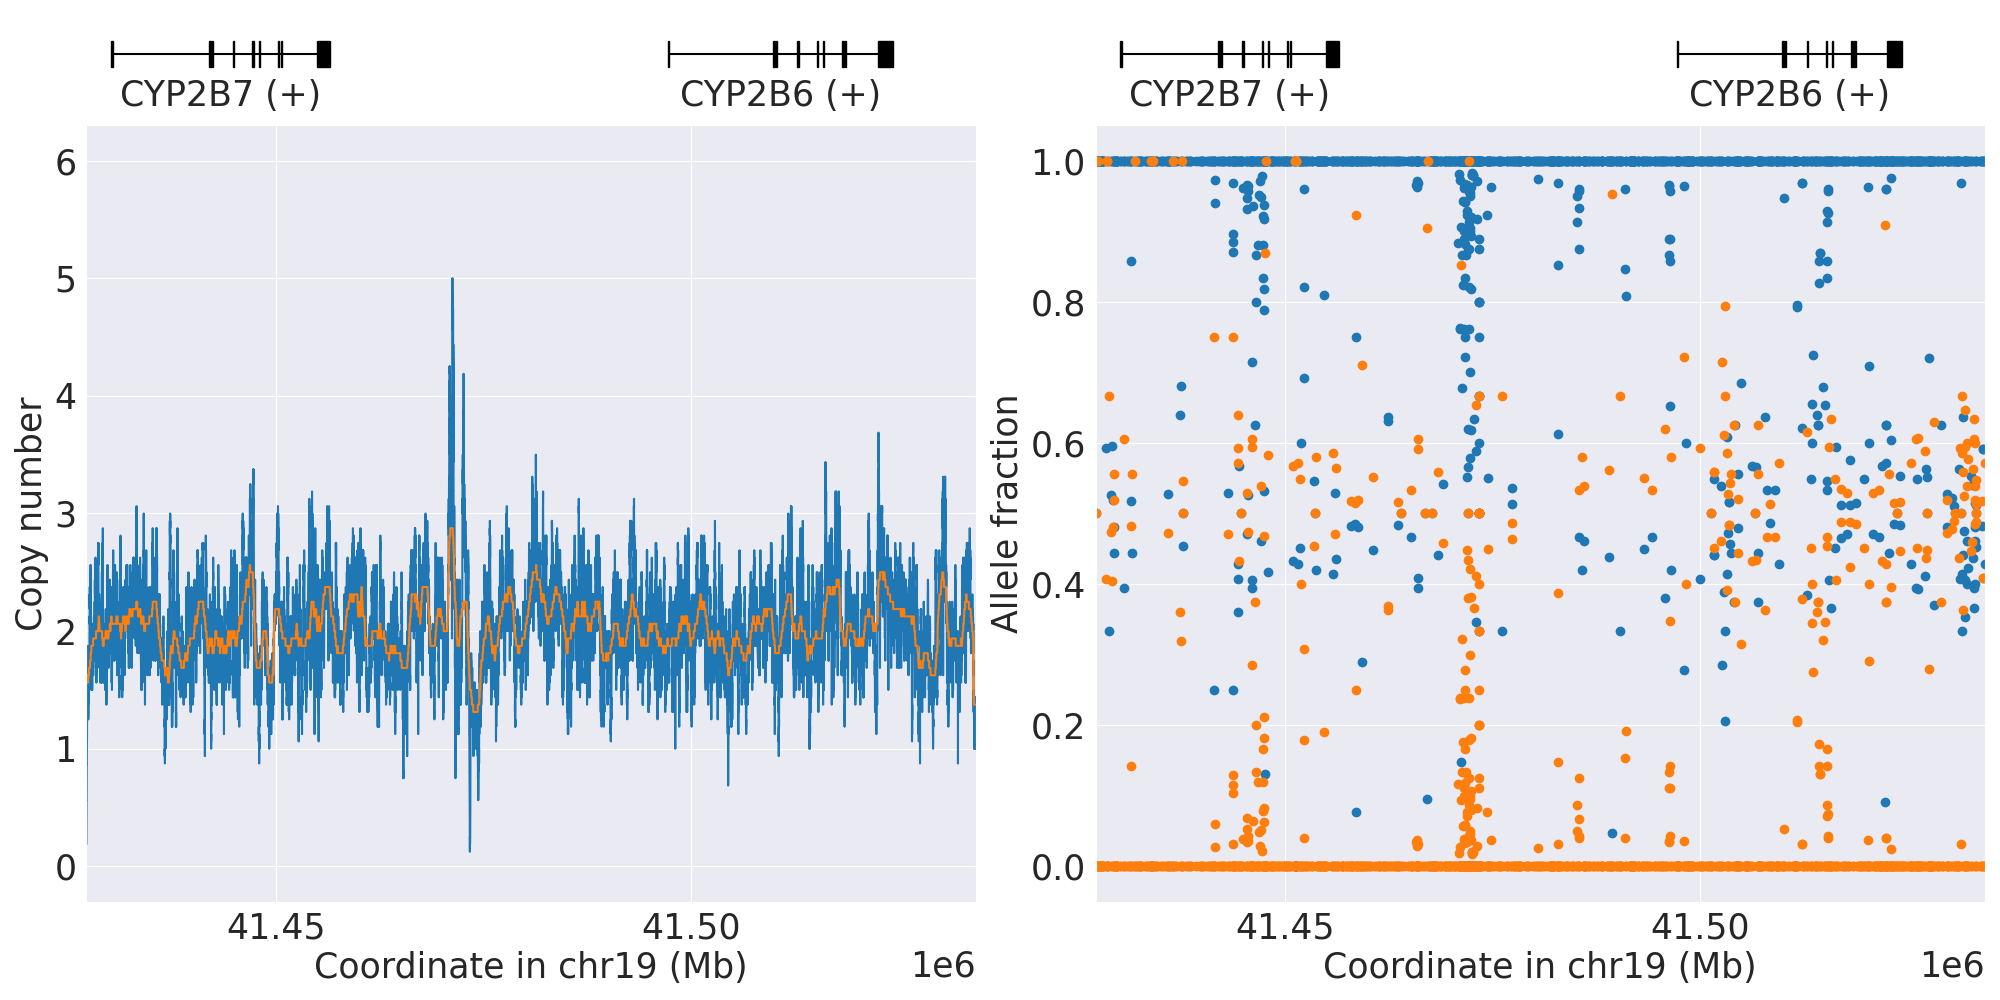 CYP2B7 (+)
CYP2B6 (+)
CYP2B7 (+)
CYP2B6 (+)
Copy number
6
5
4
3
2
1
0
41.45
41.50
Coordinate in chr19 (Mb)
1e6
Allele fraction
1.0
0.8
0.6
0.4
0.2
0.0
41.45
41.50
Coordinate in chr19 (Mb)
1e6